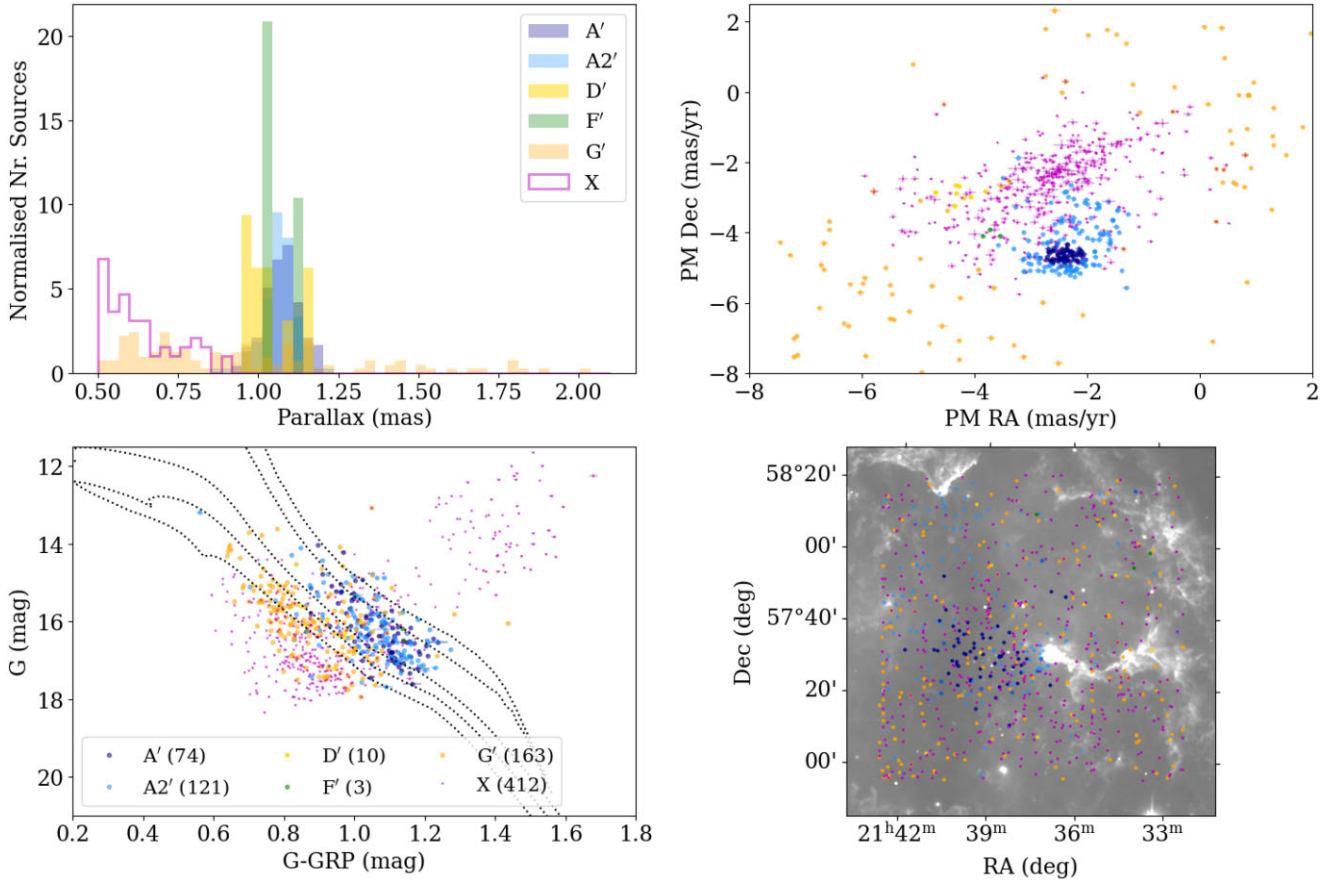 20
15
10
5
0
Normalised Nr. Sources
0.50 0.75 1.00 1.25 1.50 1.75 2.00
Parallax (mas)
A′
A2′
D′
F′
G′
X
2
0
−2
−4
−6
−8
PM Dec (mas/yr)
−8 −6 −4 −2 0 2
PM RA (mas/yr)
12
14
16
18
20
G (mag)
A′ (74) D′ (10) G′ (163)
A2′ (121) F′ (3) X (412)
0.2 0.4 0.6 0.8 1.0 1.2 1.4 1.6 1.8
G-GRP (mag)
58°20'
00'
57°40'
20'
00'
Dec (deg)
21ʰ42ᵐ 39ᵐ 36ᵐ 33ᵐ
RA (deg)